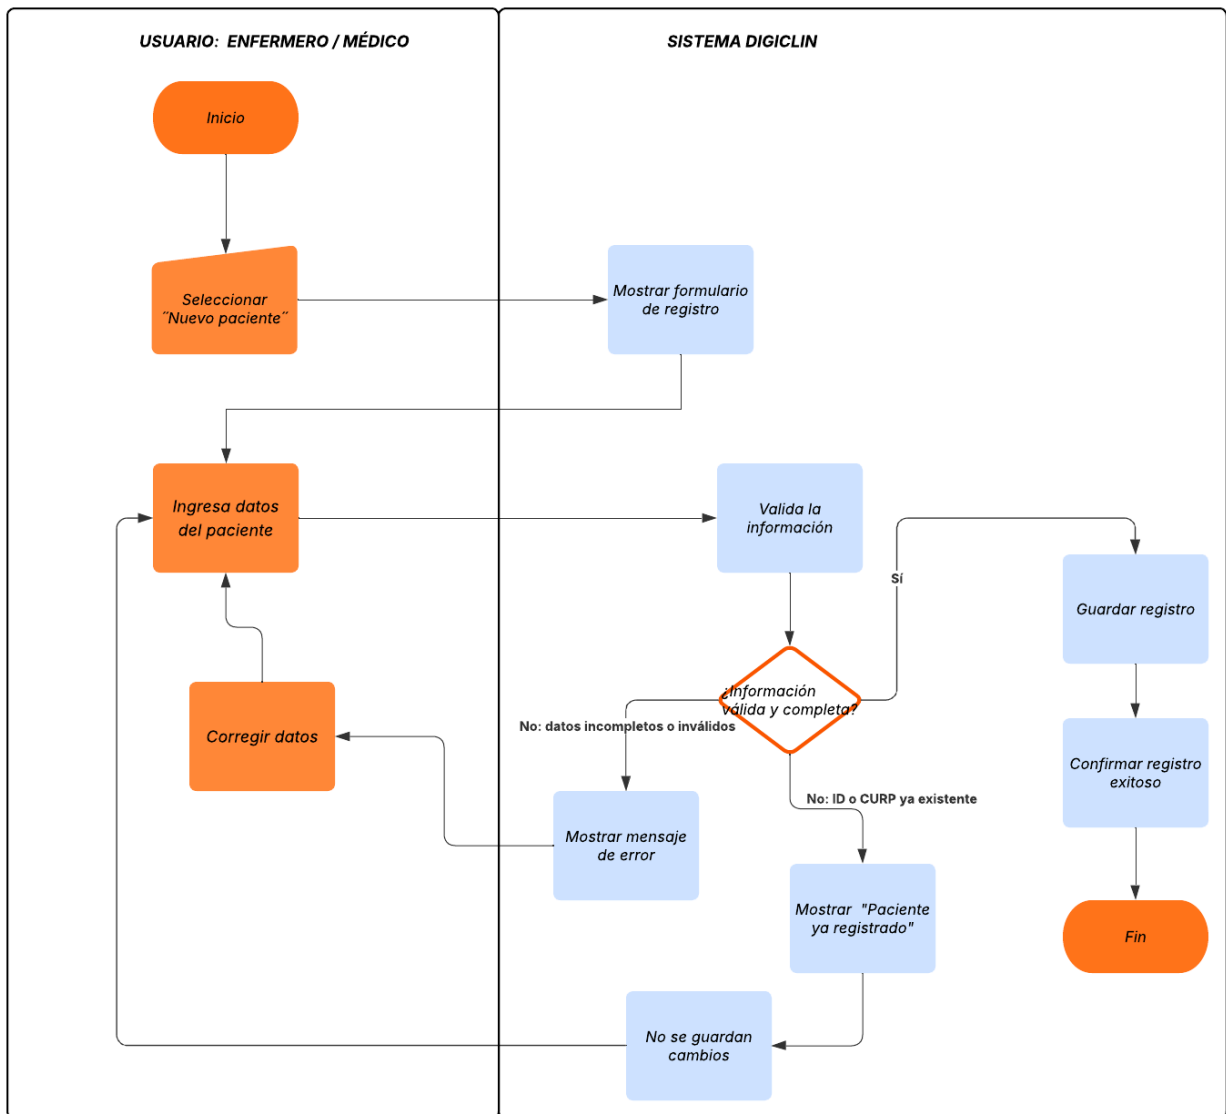 USUARIO: ENFERMERO / MÉDICO
SISTEMA DIGICLIN
Inicio
Seleccionar
¨Nuevo paciente¨
Mostrar formulario
de registro
Ingresa datos
del paciente
Valida la
información
Sí
Guardar registro
¿Información
válida y completa?
No: datos incompletos o inválidos
Corregir datos
Confirmar registro
exitoso
No: ID o CURP ya existente
Mostrar mensaje
de error
Mostrar "Paciente
ya registrado"
Fin
No se guardan
cambios